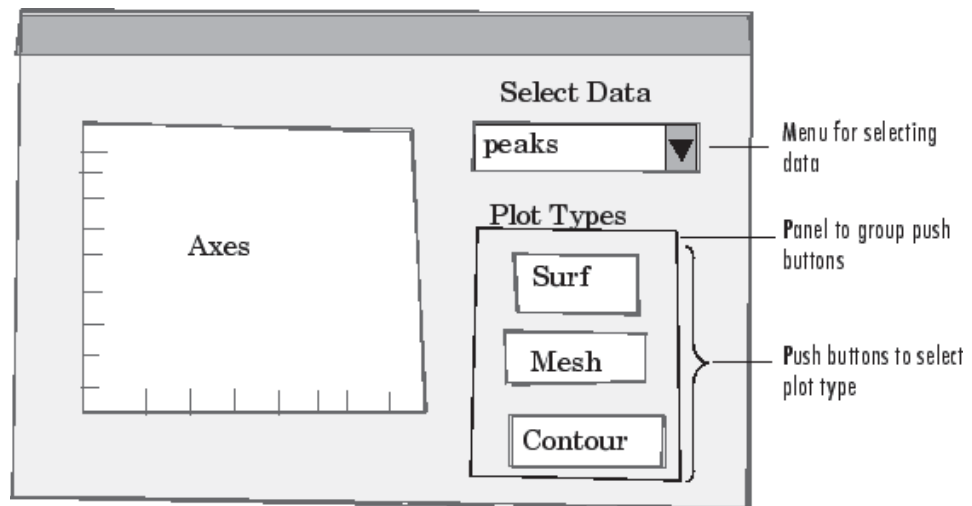 Select Data
peaks
Menu for selecting
data
Plot Types
Panel to group push
buttons
Axes
Surf
Mesh
Push buttons to select
plot type
Contour